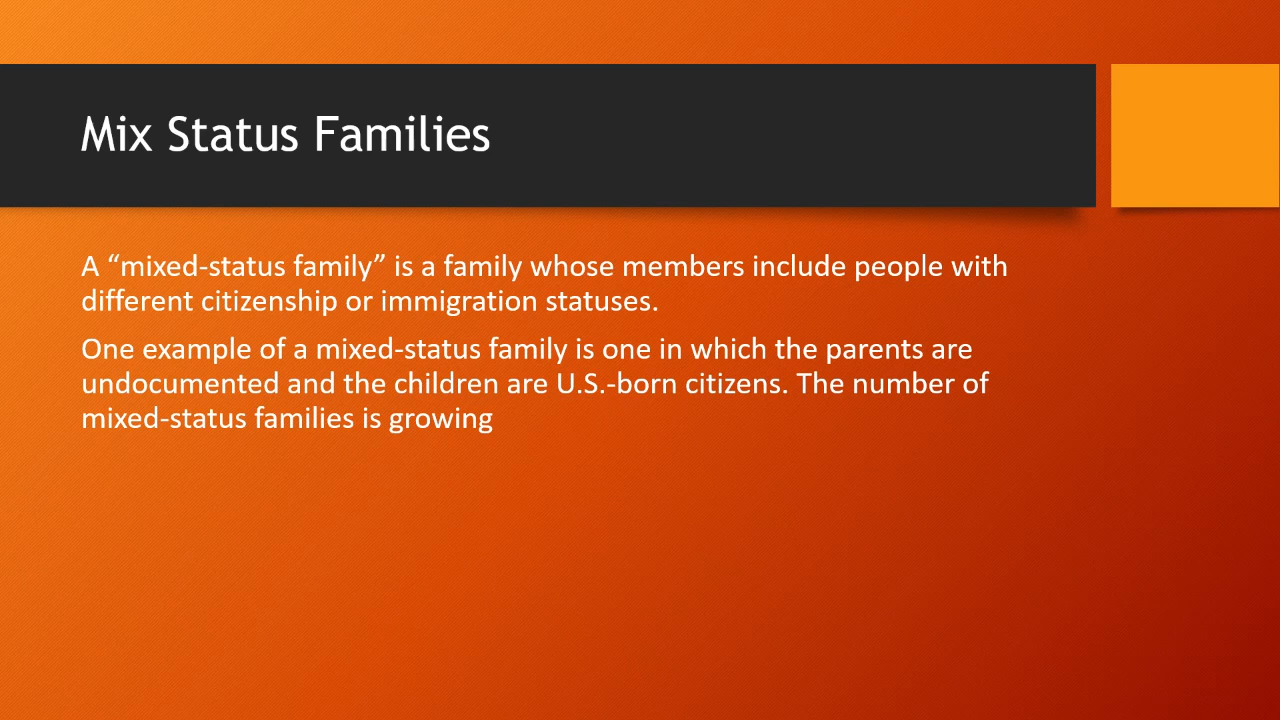 Mix Status Families
A “mixed-status family” is a family whose members include people with
different citizenship or immigration statuses.
One example of a mixed-status family is one in which the parents are
undocumented and the children are U.S.-born citizens. The number of
mixed-status families is growing